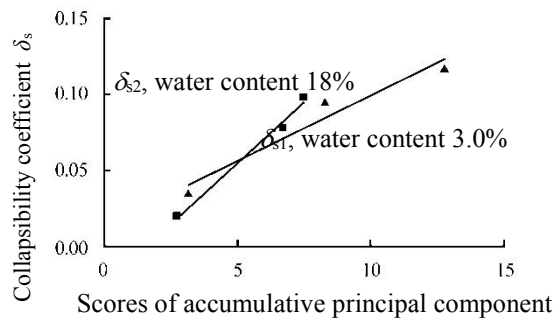 Collapsibility coefficient δs
0.15
0.10
0.05
0.00
δs2, water content 18%
δs1, water content 3.0%
0 5 10 15
Scores of accumulative principal component